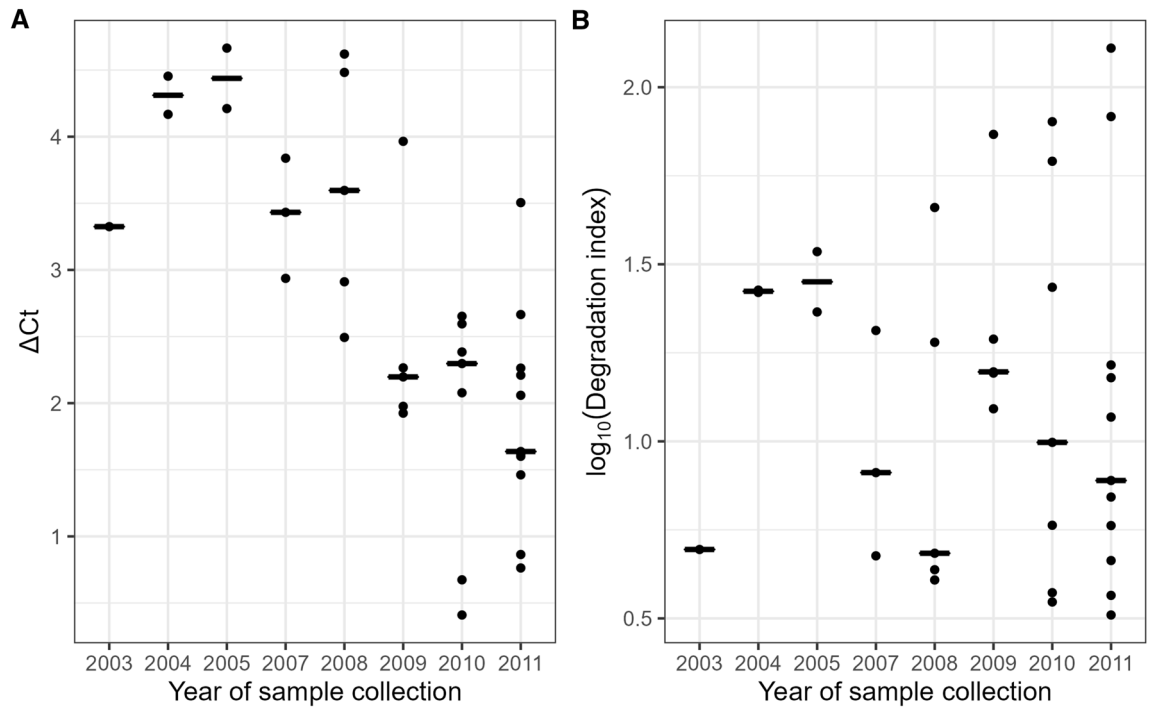 A
4
3
2
1
ΔCt
2003 2004 2005 2007 2008 2009 2010 2011
Year of sample collection
B
2.0
1.5
1.0
0.5
log₁₀(Degradation index)
2003 2004 2005 2007 2008 2009 2010 2011
Year of sample collection